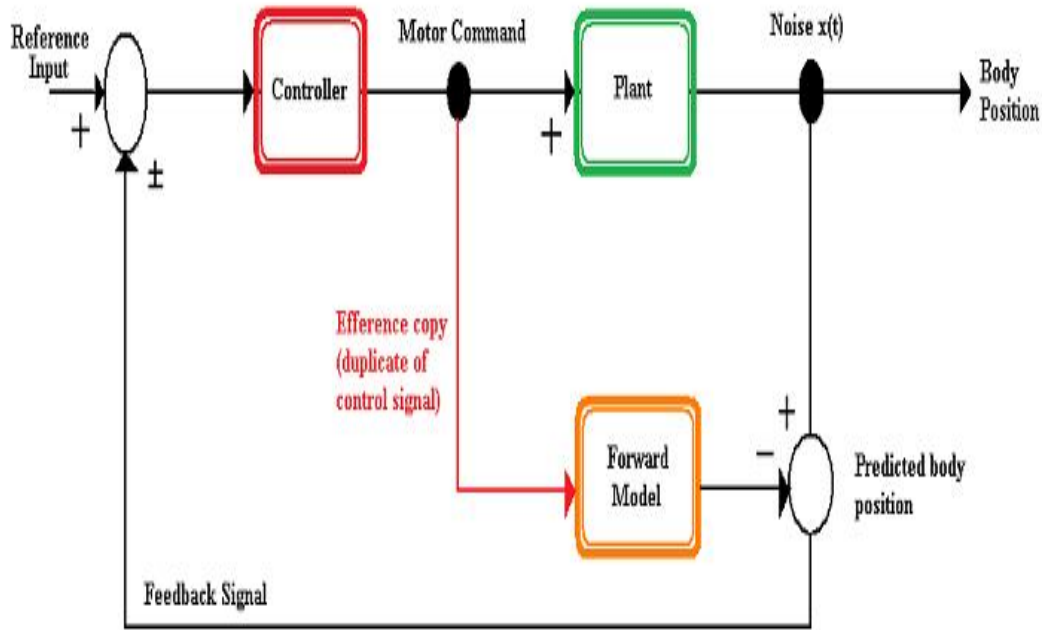 Reference
Input
+
±
Controller
Motor Command
+
Plant
Noise x(t)
Body
Position
Efference copy
(duplicate of
control signal)
Forward
Model
+
−
Predicted body
position
Feedback Signal